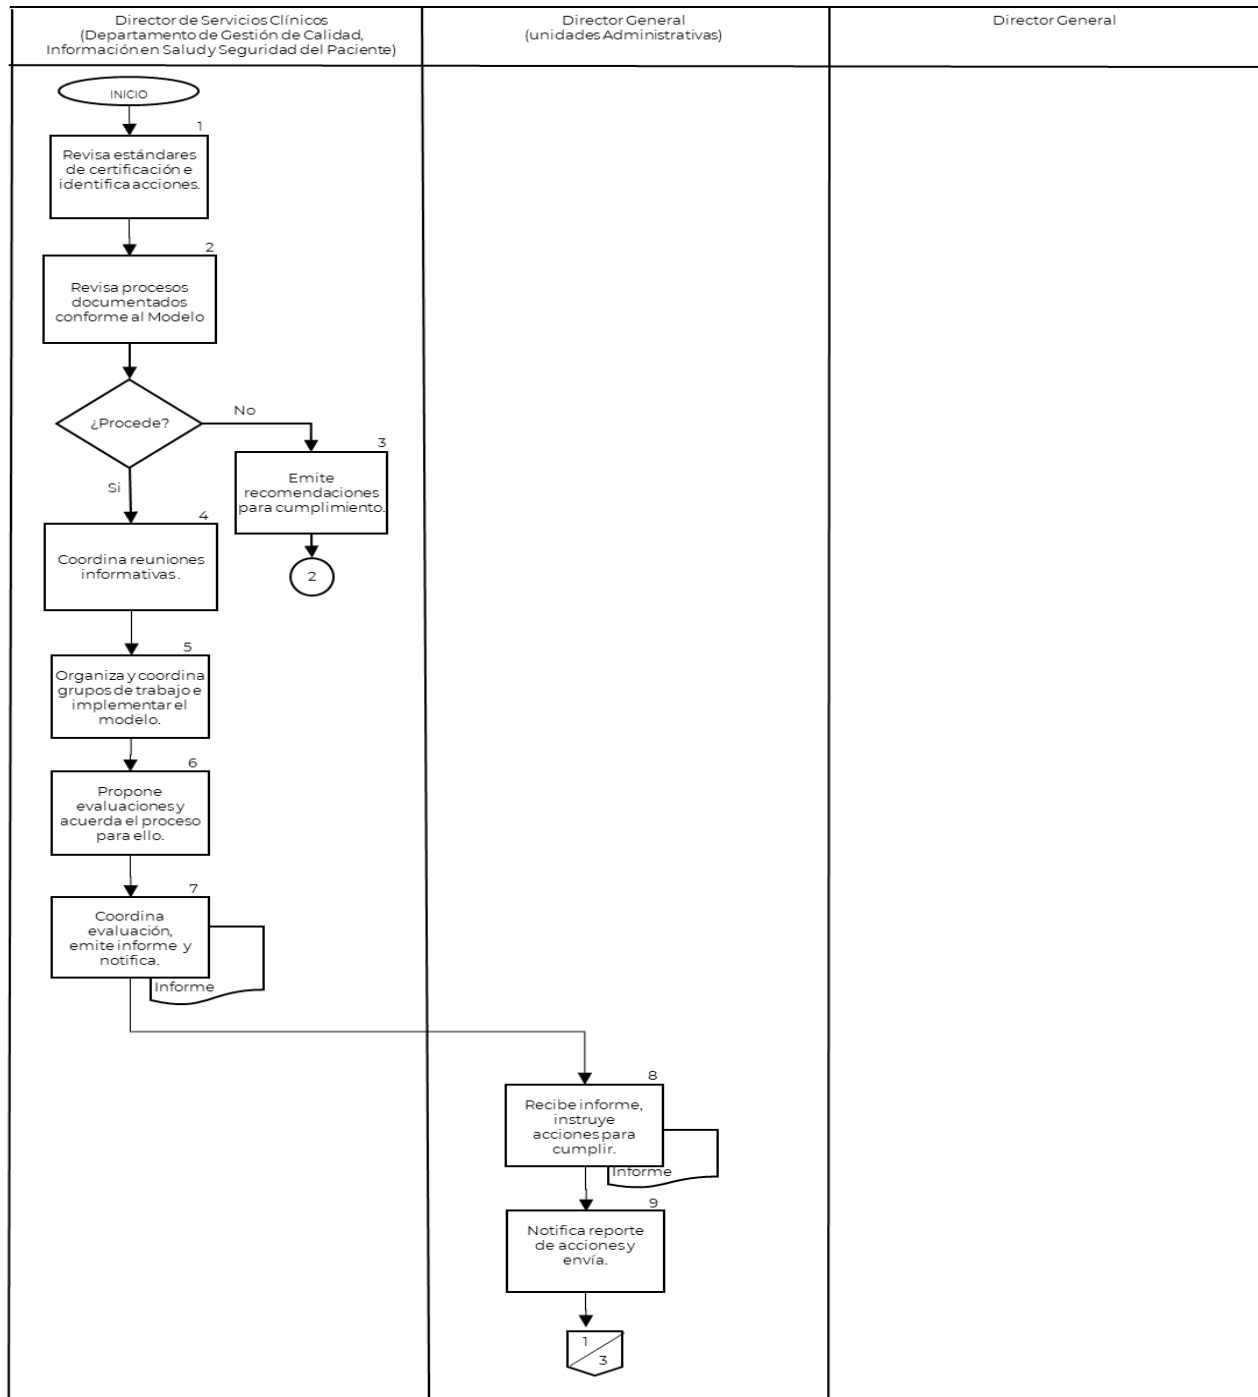 Director de Servicios Clínicos
(Departamento de Gestión de Calidad,
Información en Salud y Seguridad del Paciente)
Director General
(unidades Administrativas)
Director General
INICIO
1
Revisa estándares
de certificación e
identifica acciones.
2
Revisa procesos
documentados
conforme al Modelo
¿Procede?
No
Si
3
Emite
recomendaciones
para cumplimiento.
2
4
Coordina reuniones
informativas.
5
Organiza y coordina
grupos de trabajo e
implementar el
modelo.
6
Propone
evaluaciones y
acuerda el proceso
para ello.
7
Coordina
evaluación,
emite informe y
notifica.
Informe
8
Recibe informe,
instruye
acciones para
cumplir.
Informe
9
Notifica reporte
de acciones y
envía.
1
3